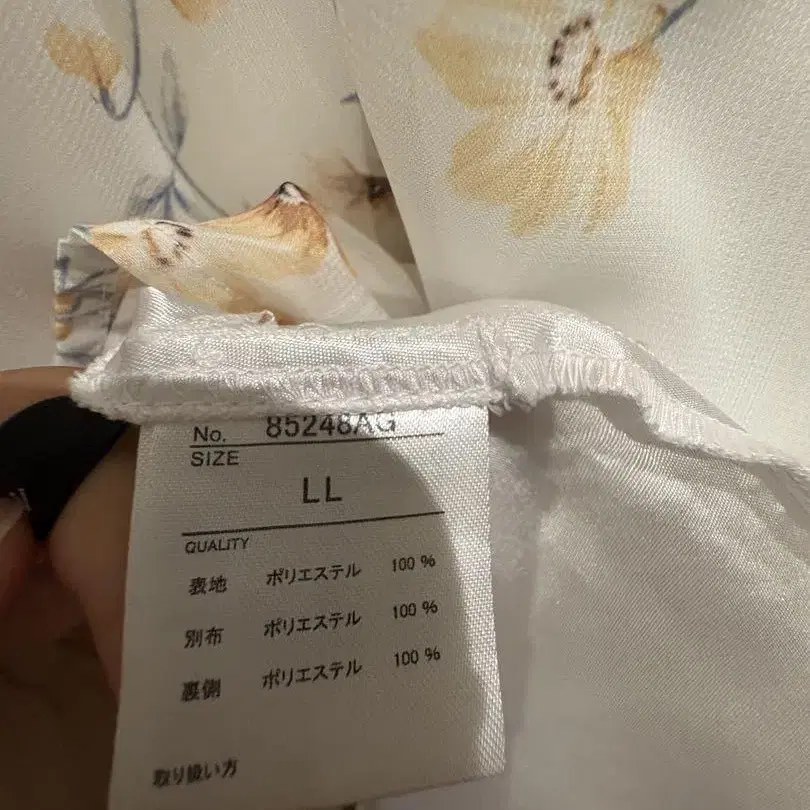 No. 85248AG
SIZE
LL
QUALITY
表地 ポリエステル 100 %
別布 ポリエステル 100 %
裏側 ポリエステル 100 %
取り扱い方